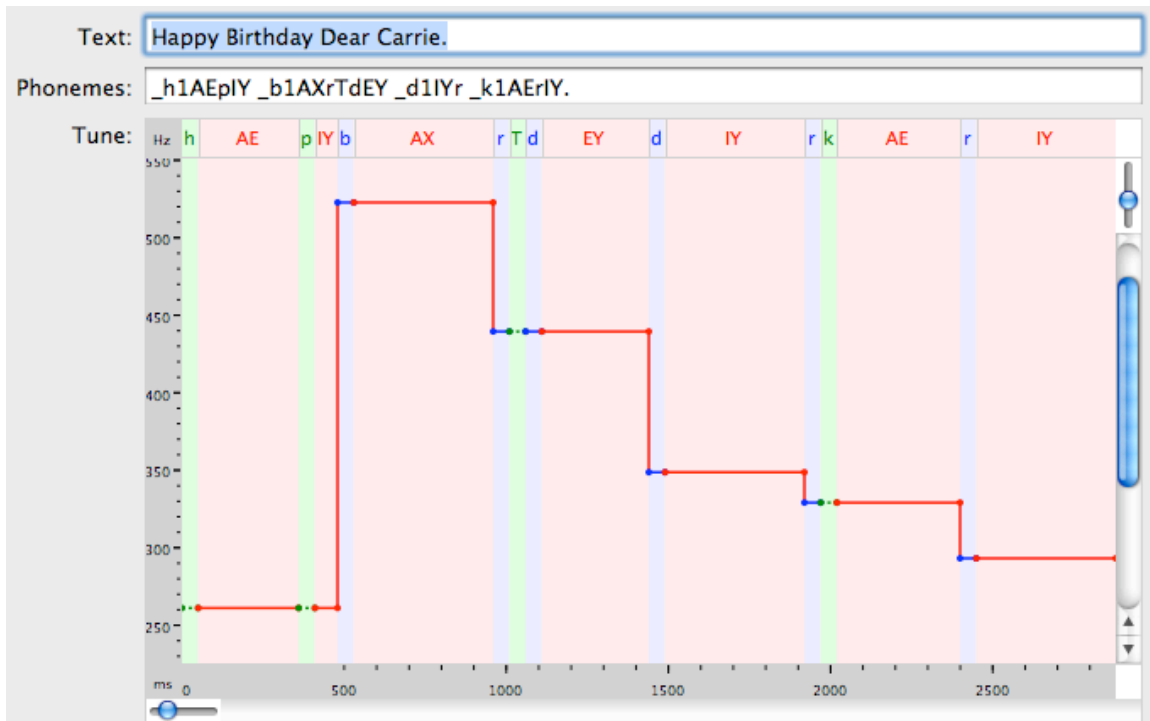 Text: Happy Birthday Dear Carrie.
Phonemes: _h1AEpIY _b1AXrTdEY _d1IYr _k1AErIY.
Tune: Hz h AE p IY b AX r T d EY d IY r k AE r IY
550
500
450
400
350
300
250
ms 0 500 1000 1500 2000 2500